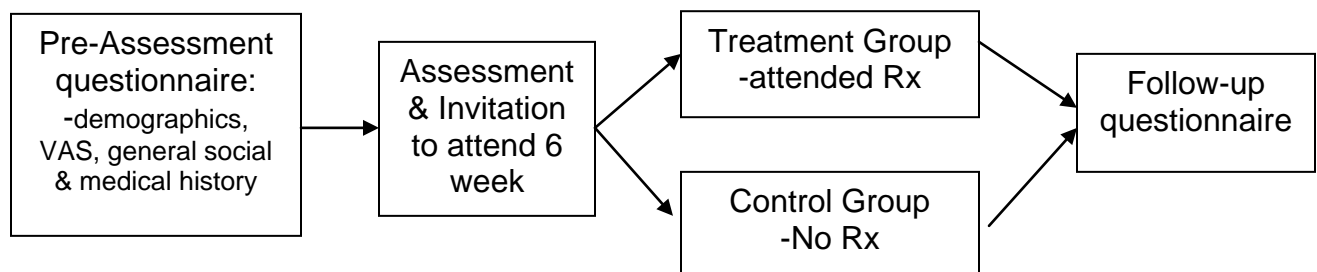 Pre-Assessment
questionnaire:
-demographics,
VAS, general social
& medical history
Assessment
& Invitation
to attend 6
week
Treatment Group
-attended Rx
Control Group
-No Rx
Follow-up
questionnaire